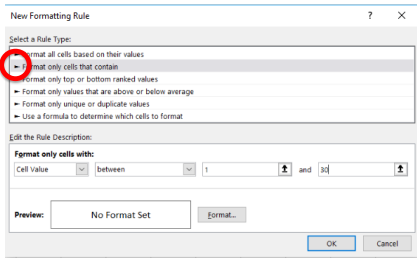 New Formatting Rule ? X
Select a Rule Type:
► Format all cells based on their values
► Format only cells that contain
► Format only top or bottom ranked values
► Format only values that are above or below average
► Format only unique or duplicate values
► Use a formula to determine which cells to format
Edit the Rule Description:
Format only cells with:
Cell Value between 1 and 30
Preview: No Format Set Format...
OK Cancel